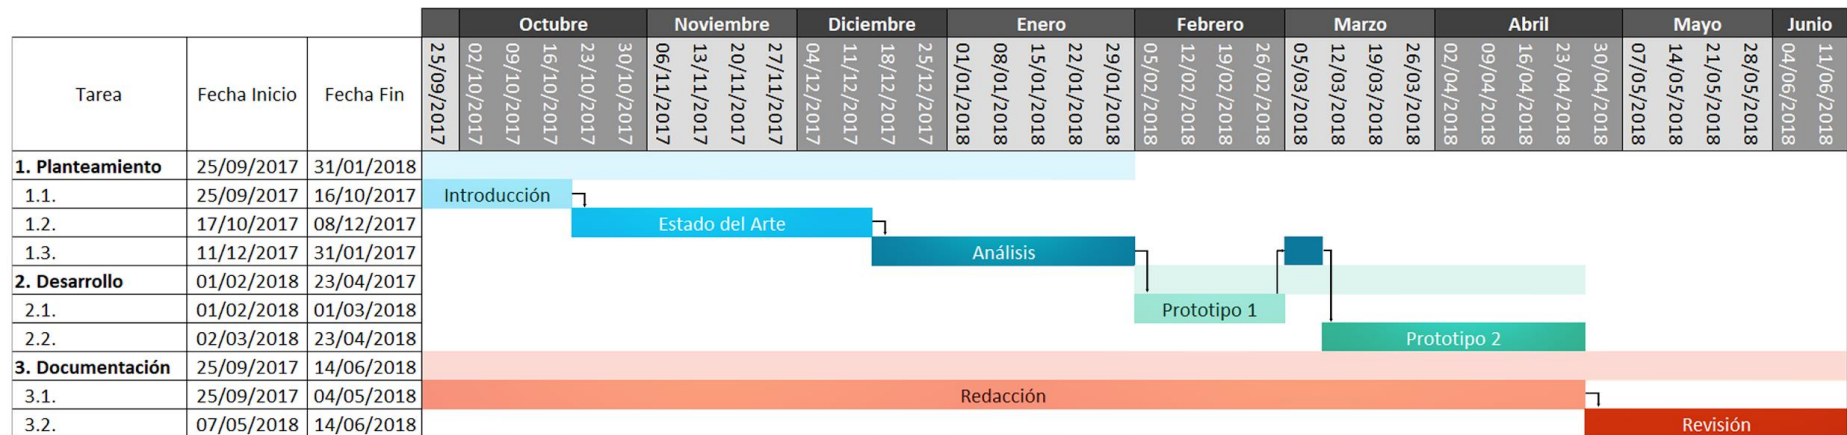 Octubre Noviembre Diciembre Enero Febrero Marzo Abril Mayo Junio
Tarea Fecha Inicio Fecha Fin 25/09/2017 02/10/2017 09/10/2017 16/10/2017 23/10/2017 30/10/2017 06/11/2017 13/11/2017 20/11/2017 27/11/2017 04/12/2017 11/12/2017 18/12/2017 25/12/2017 01/01/2018 08/01/2018 15/01/2018 22/01/2018 29/01/2018 05/02/2018 12/02/2018 19/02/2018 26/02/2018 05/03/2018 12/03/2018 19/03/2018 26/03/2018 02/04/2018 09/04/2018 16/04/2018 23/04/2018 30/04/2018 07/05/2018 14/05/2018 21/05/2018 28/05/2018 04/06/2018 11/06/2018
1. Planteamiento 25/09/2017 31/01/2018
1.1. 25/09/2017 16/10/2017 Introducción
1.2. 17/10/2017 08/12/2017 Estado del Arte
1.3. 11/12/2017 31/01/2017 Análisis
2. Desarrollo 01/02/2018 23/04/2017
2.1. 01/02/2018 01/03/2018 Prototipo 1
2.2. 02/03/2018 23/04/2018 Prototipo 2
3. Documentación 25/09/2017 14/06/2018
3.1. 25/09/2017 04/05/2018 Redacción
3.2. 07/05/2018 14/06/2018 Revisión